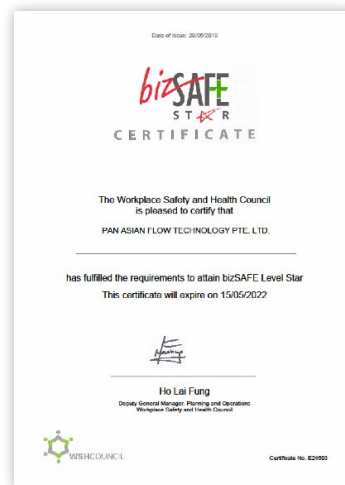 Date of Issue: 29/05/2019
bizSAFE
STAR
CERTIFICATE
The Workplace Safety and Health Council
is pleased to certify that
PAN ASIAN FLOW TECHNOLOGY PTE. LTD.
has fulfilled the requirements to attain bizSAFE Level Star
This certificate will expire on 15/05/2022
Ho Lai Fung
Deputy General Manager, Planning and Operations
Workplace Safety and Health Council
WSHCOUNCIL
Certificate No.